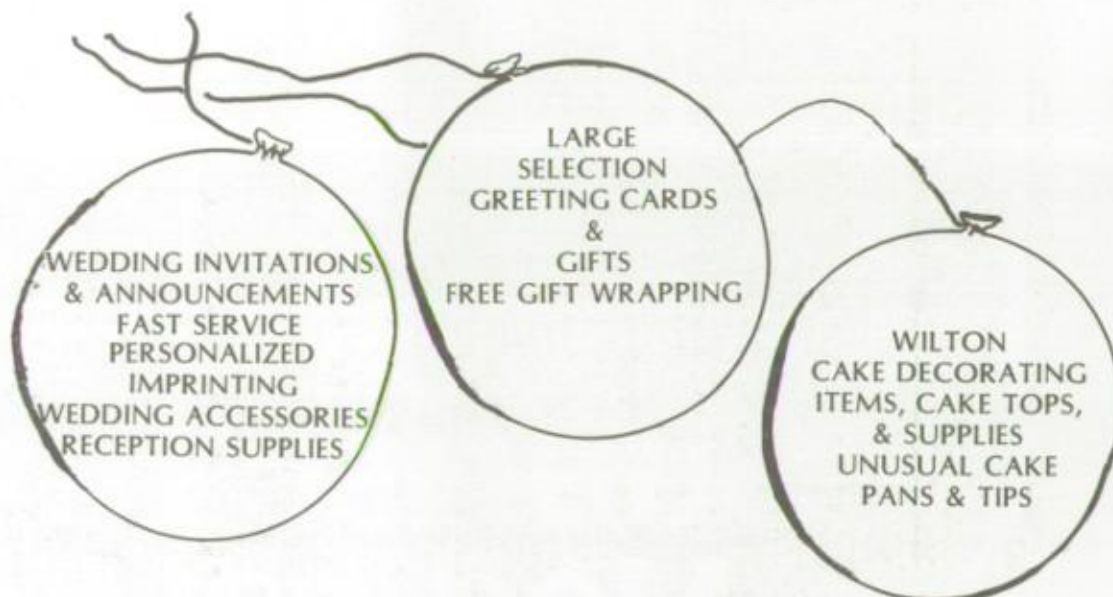 WEDDING INVITATIONS
& ANNOUNCEMENTS
FAST SERVICE
PERSONALIZED
IMPRINTING
WEDDING ACCESSORIES
RECEPTION SUPPLIES
LARGE
SELECTION
GREETING CARDS
&
GIFTS
FREE GIFT WRAPPING
WILTON
CAKE DECORATING
ITEMS, CAKE TOPS,
& SUPPLIES
UNUSUAL CAKE
PANS & TIPS